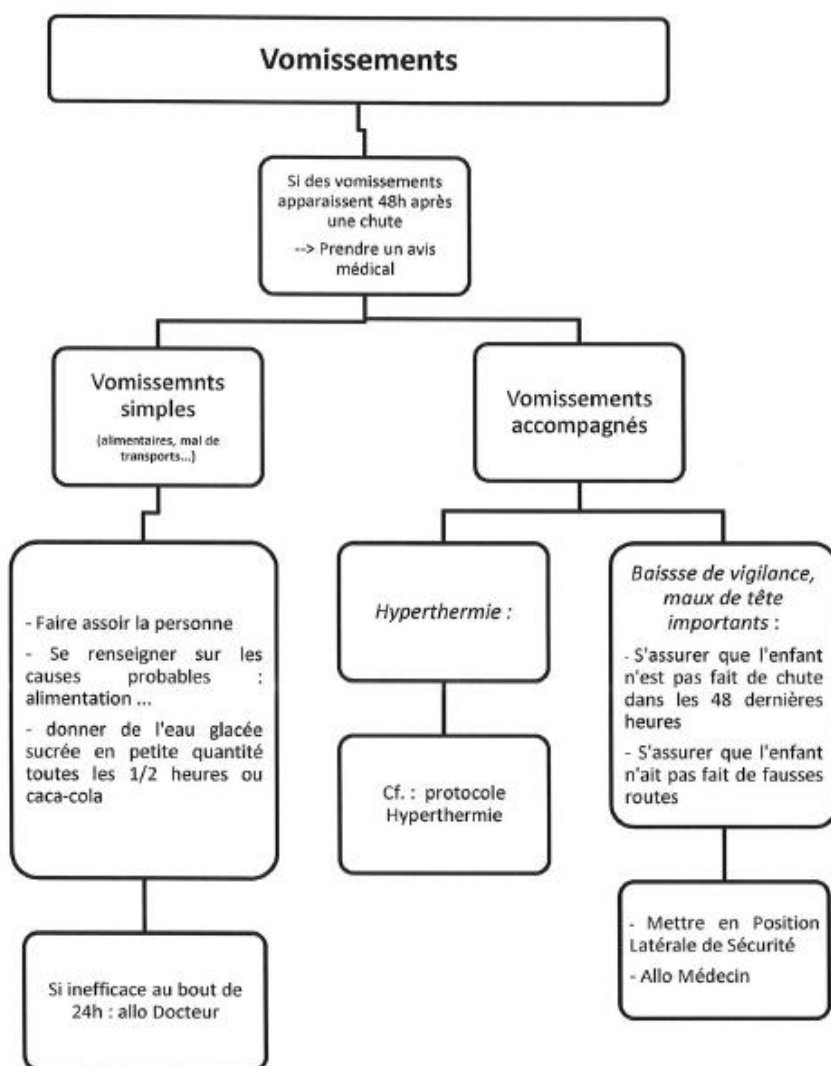 Vomissements
Si des vomissements
apparaissent 48h après
une chute
--> Prendre un avis
médical
Vomissemnts
simples
(alimentaires, mal de
transports...)
Vomissements
accompagnés
- Faire assoir la personne
- Se renseigner sur les
causes probables :
alimentation ...
- donner de l'eau glacée
sucrée en petite quantité
toutes les 1/2 heures ou
caca-cola
Si inefficace au bout de
24h : allo Docteur
Hyperthermie :
Cf. : protocole
Hyperthermie
Baissse de vigilance,
maux de tête
importants :
- S'assurer que l'enfant
n'est pas fait de chute
dans les 48 dernières
heures
- S'assurer que l'enfant
n'ait pas fait de fausses
routes
- Mettre en Position
Latérale de Sécurité
- Allo Médecin